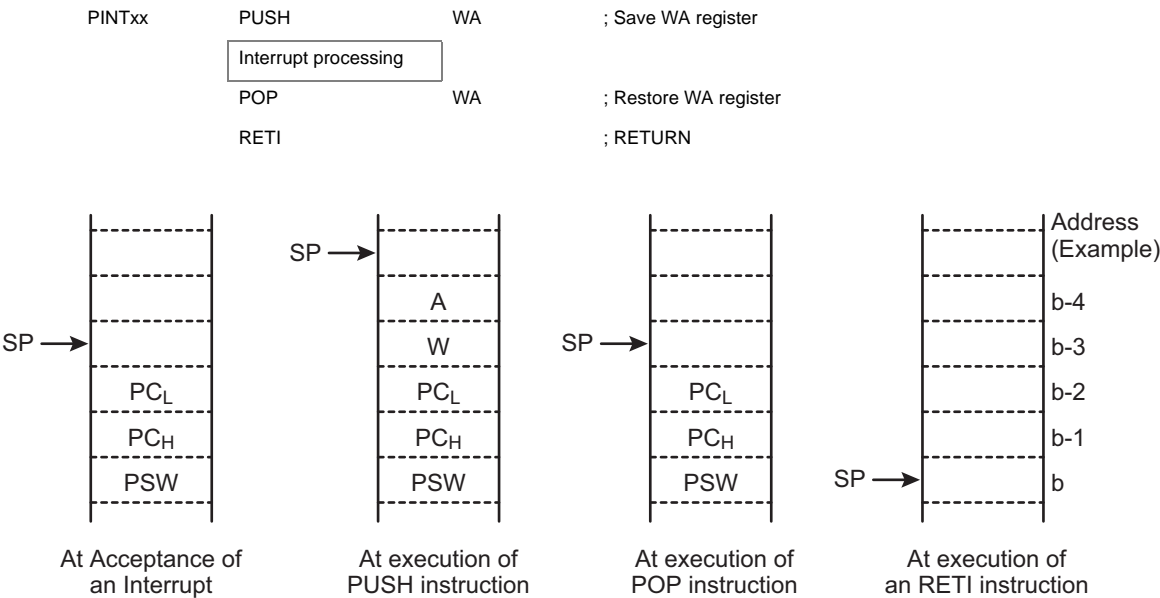 PINTxx PUSH WA ; Save WA register
Interrupt processing
POP WA ; Restore WA register
RETI ; RETURN
Address
(Example)
SP
A b-4
SP W SP b-3
PCL PCL PCL b-2
PCH PCH PCH b-1
PSW PSW PSW SP b
At Acceptance of At execution of At execution of At execution of
an Interrupt PUSH instruction POP instruction an RETI instruction